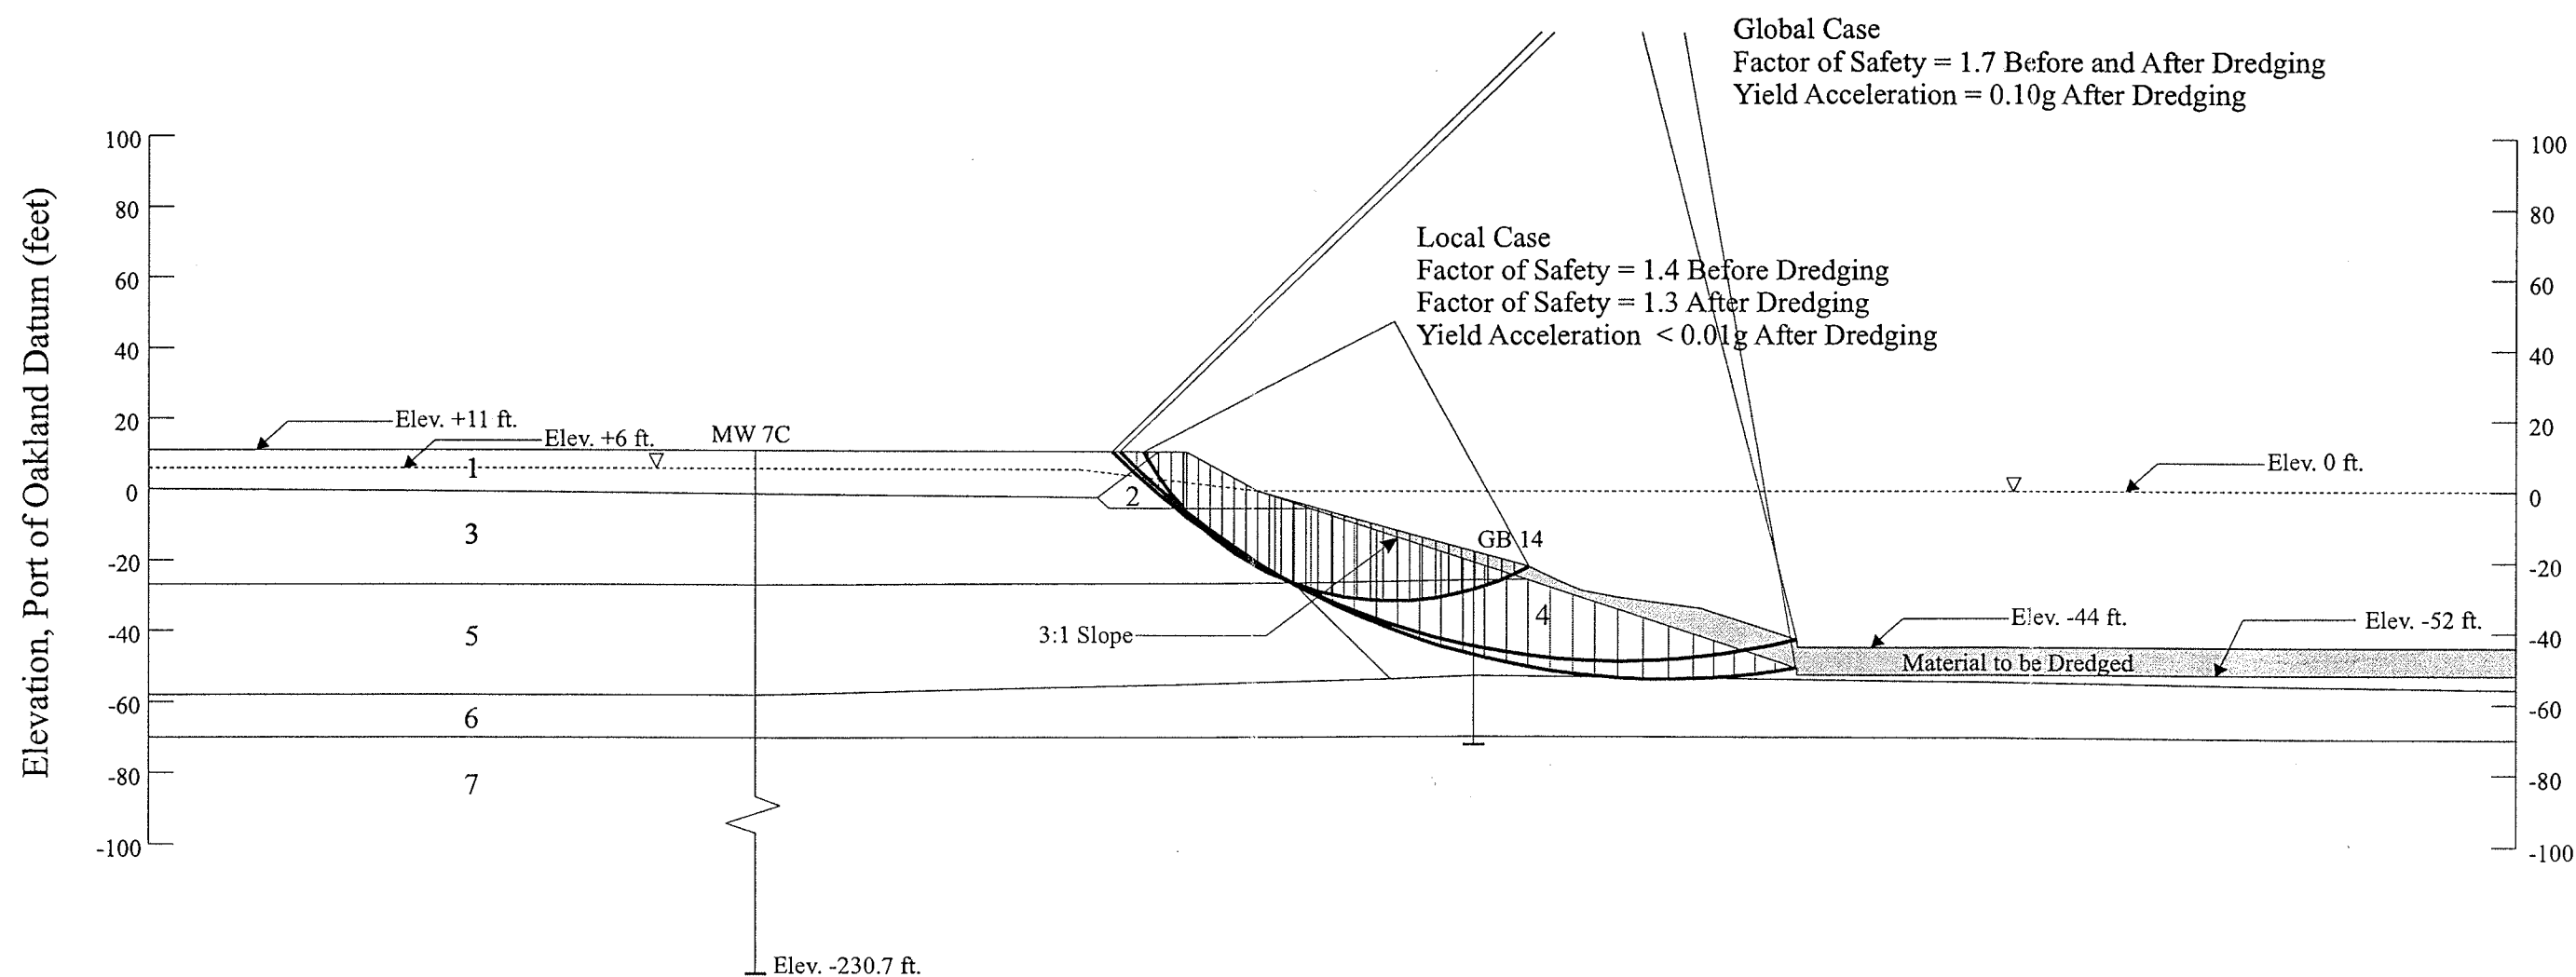 Global Case
Factor of Safety = 1.7 Before and After Dredging
Yield Acceleration = 0.10g After Dredging
Local Case
Factor of Safety = 1.4 Before Dredging
Factor of Safety = 1.3 After Dredging
Yield Acceleration < 0.01g After Dredging
Elevation, Port of Oakland Datum (feet)
100
80
60
40
20
0
-20
-40
-60
-80
-100
Elev. +11 ft.
Elev. +6 ft.
MW 7C
1
2
3
4
5
6
7
GB 14
3:1 Slope
Elev. 0 ft.
Elev. -44 ft.
Elev. -52 ft.
Material to be Dredged
Elev. -230.7 ft.
100
80
60
40
20
0
-20
-40
-60
-80
-100